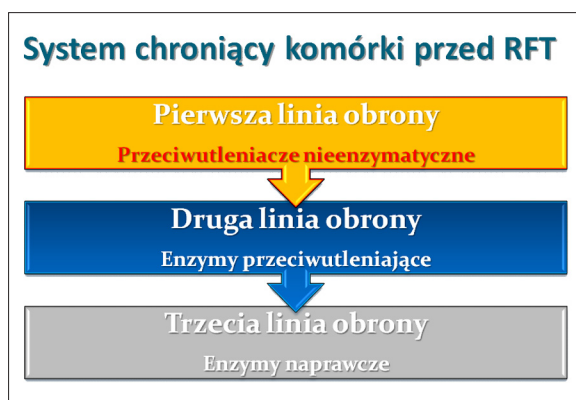 System chroniący komórki przed RFT
Pierwsza linia obrony
Przeciwutleniacze nieenzymatyczne
Druga linia obrony
Enzymy przeciwutleniające
Trzecia linia obrony
Enzymy naprawcze